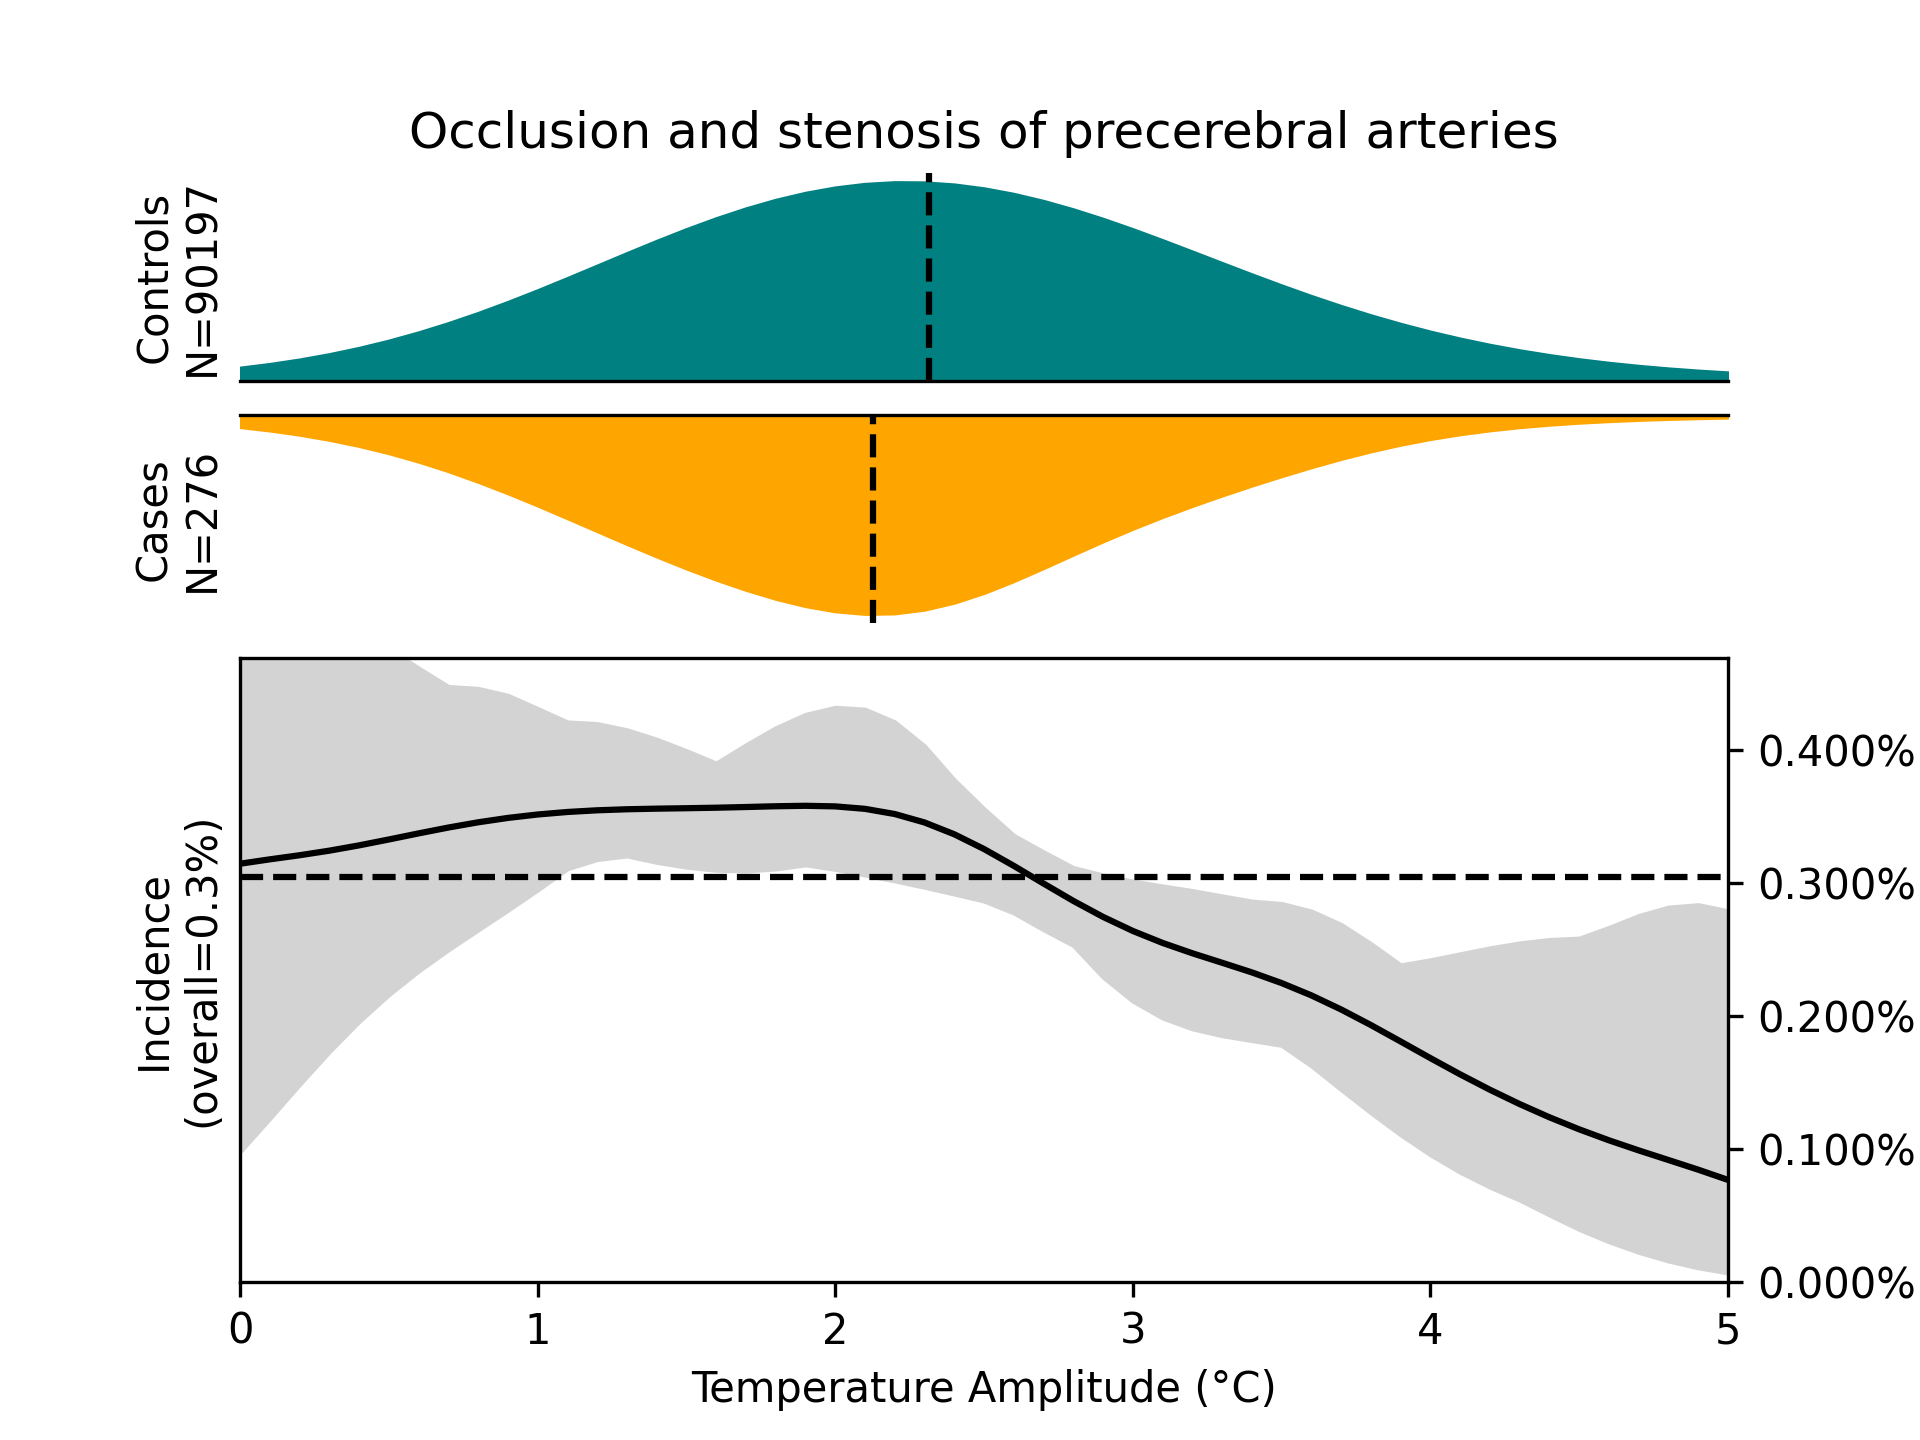 Occlusion and stenosis of precerebral arteries
Controls
N=90197
Cases
N=276
Incidence
(overall=0.3%)
0.400%
0.300%
0.200%
0.100%
0.000%
0 1 2 3 4 5
Temperature Amplitude (°C)